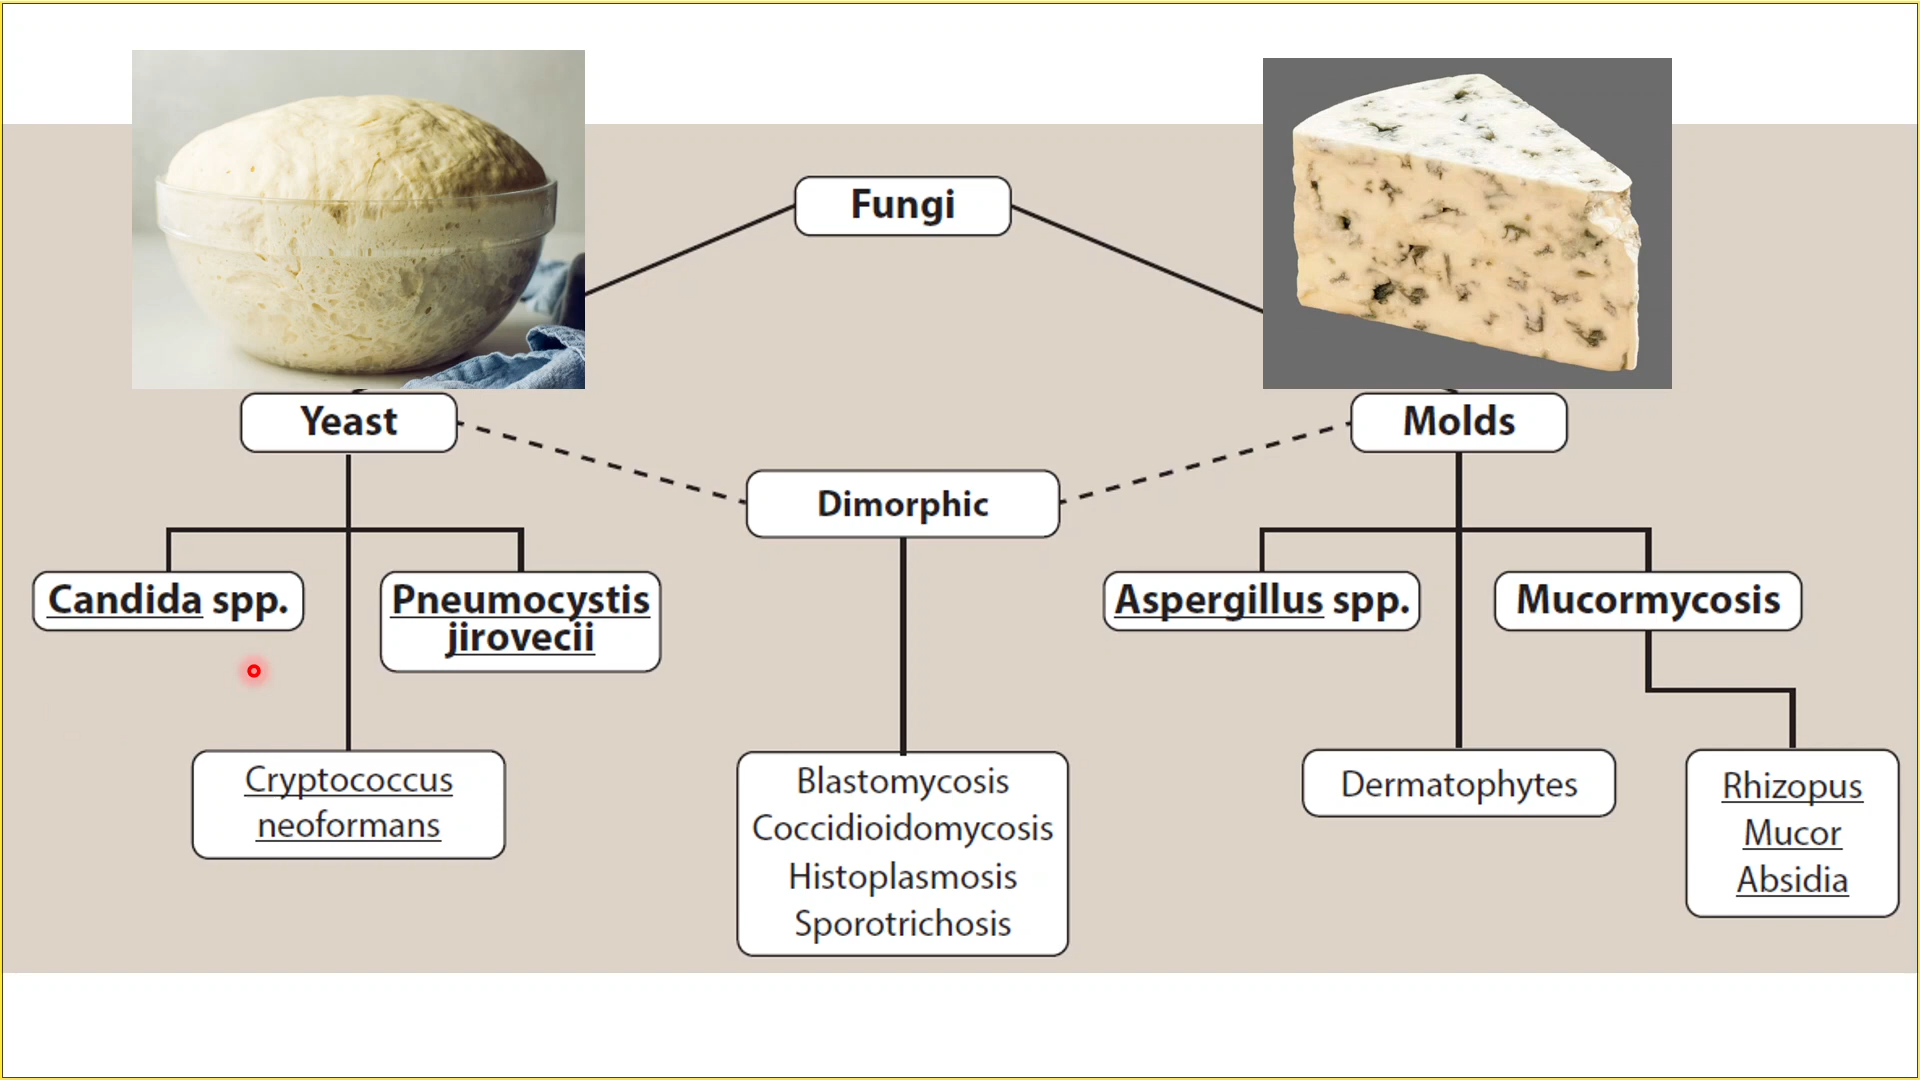 Fungi
Yeast
Molds
Dimorphic
Candida spp.
Pneumocystis
jirovecii
Aspergillus spp.
Mucormycosis
Cryptococcus
neoformans
Blastomycosis
Coccidioidomycosis
Histoplasmosis
Sporotrichosis
Dermatophytes
Rhizopus
Mucor
Absidia